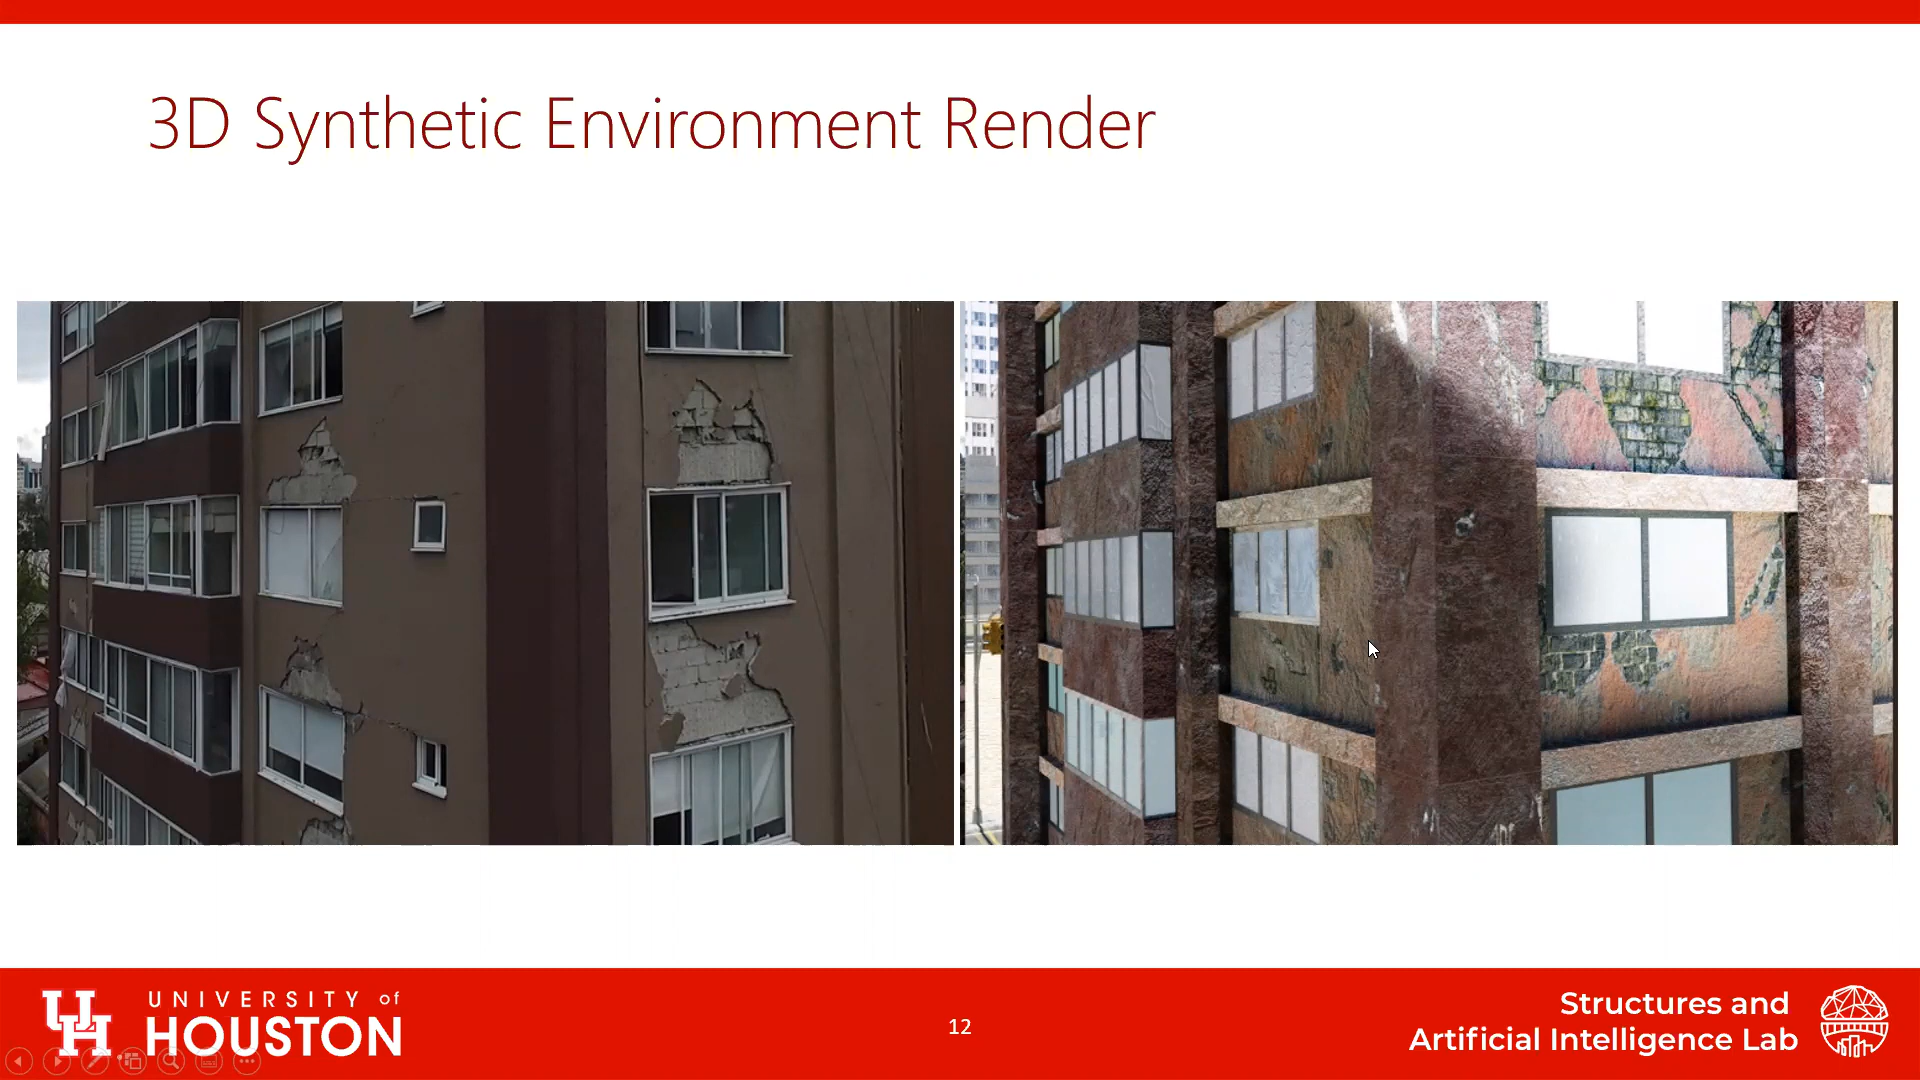 3D Synthetic Environment Render
UNIVERSITY of
HOUSTON
12
Structures and
Artificial Intelligence Lab